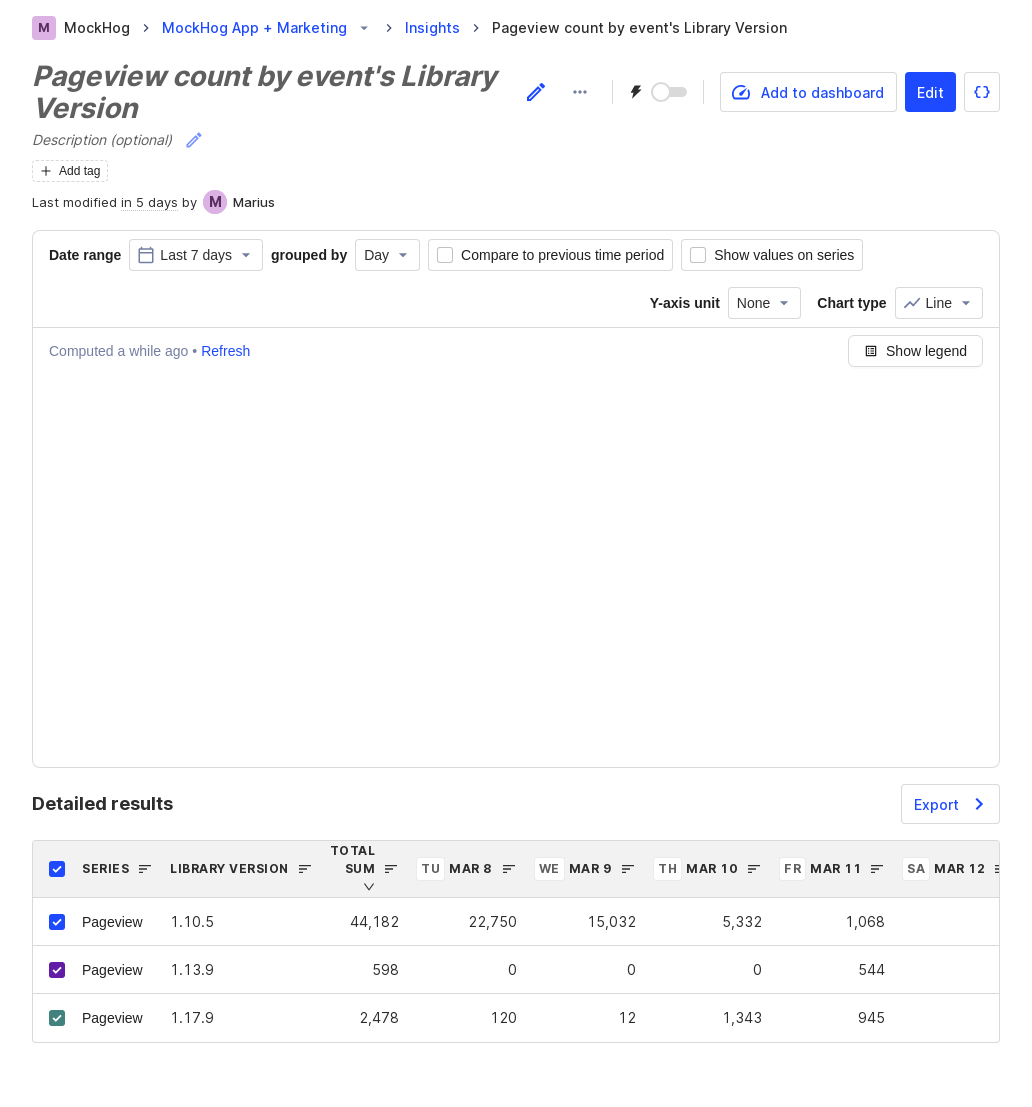 M MockHog MockHog App + Marketing Insights Pageview count by event's Library Version
Pageview count by event's Library
Version
Add to dashboard Edit
Description (optional)
Add tag
Last modified in 5 days by M Marius
Date range Last 7 days grouped by Day Compare to previous time period Show values on series
Y-axis unit None Chart type Line
Computed a while ago • Refresh Show legend
Detailed results Export
SERIES LIBRARY VERSION TOTAL SUM TU MAR 8 WE MAR 9 TH MAR 10 FR MAR 11 SA MAR 12
Pageview 1.10.5 44,182 22,750 15,032 5,332 1,068
Pageview 1.13.9 598 0 0 0 544
Pageview 1.17.9 2,478 120 12 1,343 945